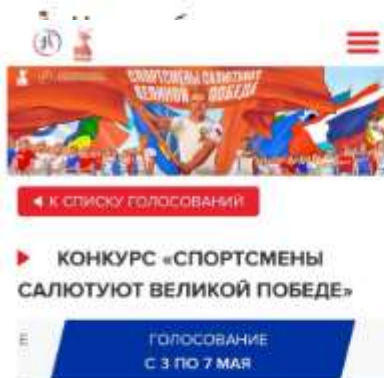 СПОРТСМЕНЫ САЛЮТУЮТ
ВЕЛИКОЙ ПОБЕДЕ
К СПИСКУ ГОЛОСОВАНИЙ
КОНКУРС «СПОРТСМЕНЫ
САЛЮТУЮТ ВЕЛИКОЙ ПОБЕДЕ»
ГОЛОСОВАНИЕ
С 3 ПО 7 МАЯ